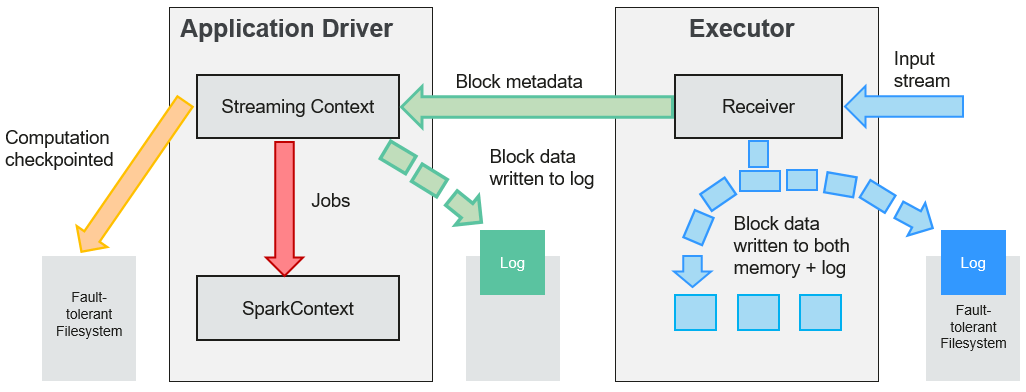 Application Driver
Executor
Input
stream
Block metadata
Streaming Context
Receiver
Computation
checkpointed
Block data
written to log
Jobs
Block data
written to both
memory + log
Log
Log
SparkContext
Fault-
tolerant
Filesystem
Fault-
tolerant
Filesystem